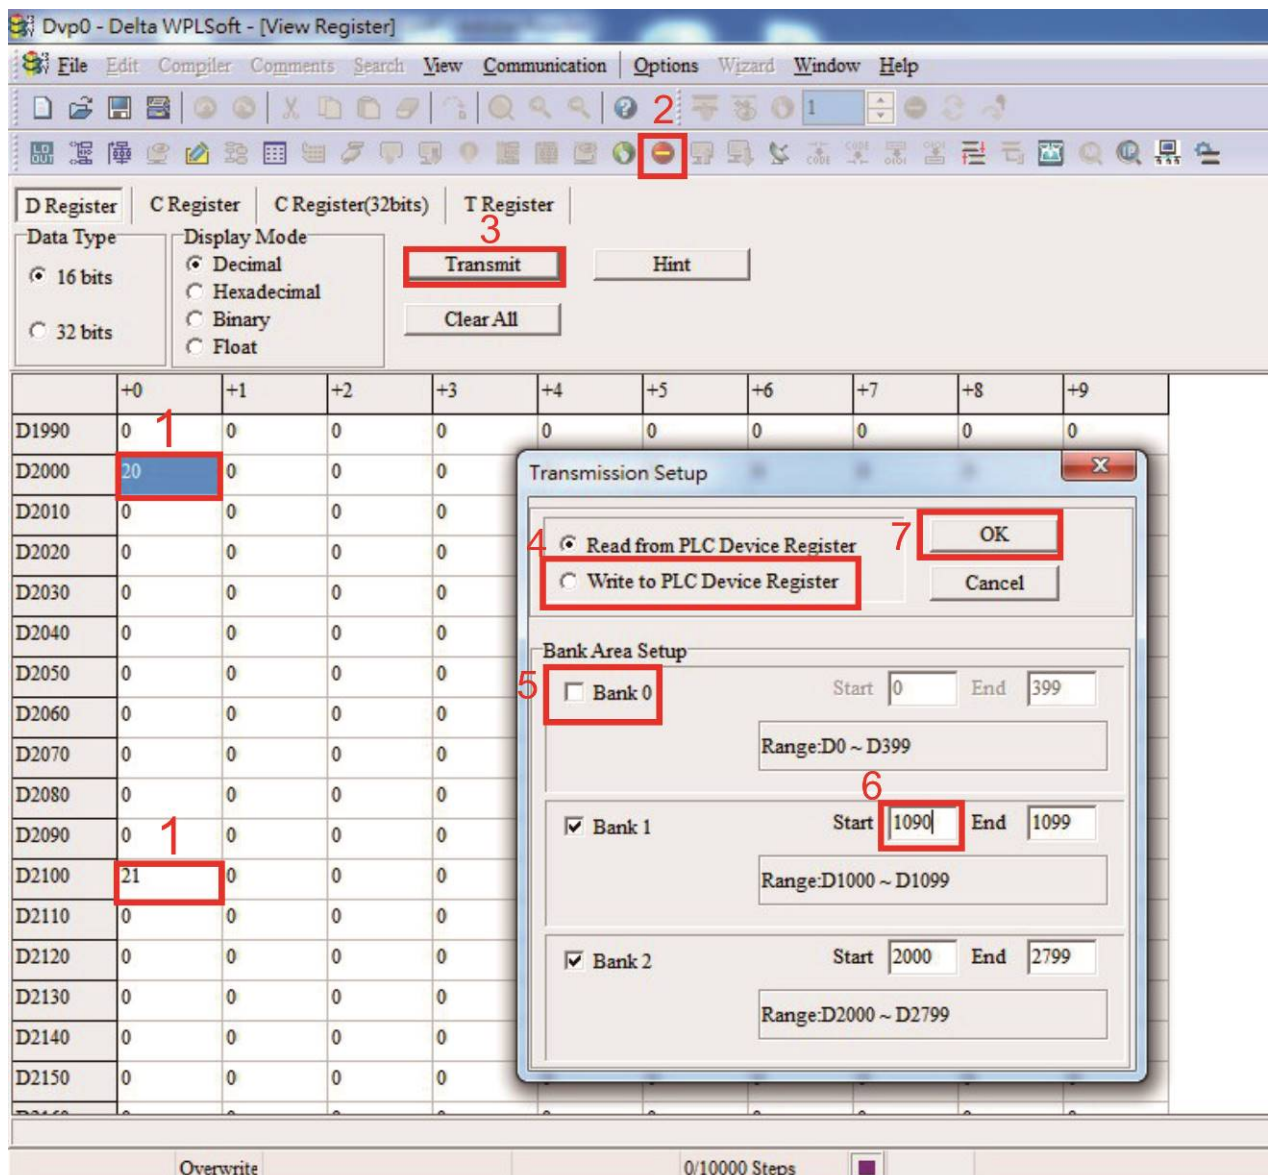 Dvp0 - Delta WPLSoft - [View Register]
File Edit Compiler Comments Search View Communication Options Wizard Window Help
1
2
D Register C Register C Register(32bits) T Register
3
Data Type Display Mode
16 bits
32 bits
Decimal
Hexadecimal
Binary
Float
Transmit Hint
Clear All
+0 +1 +2 +3 +4 +5 +6 +7 +8 +9
1
D1990 0 0 0 0 0 0 0 0 0 0
D2000 20 0 0 0
D2010 0 0 0 0
D2020 0 0 0 0
D2030 0 0 0 0
D2040 0 0 0 0
D2050 0 0 0 0
D2060 0 0 0 0
D2070 0 0 0 0
D2080 0 0 0 0
D2090 0 0 0 0
1
D2100 21 0 0 0
D2110 0 0 0 0
D2120 0 0 0 0
D2130 0 0 0 0
D2140 0 0 0 0
D2150 0 0 0 0
Transmission Setup
4
Read from PLC Device Register
Write to PLC Device Register
7
OK
Cancel
Bank Area Setup
5
Bank 0 Start 0 End 399
Range:D0 ~ D399
6
Bank 1 Start 1090 End 1099
Range:D1000 ~ D1099
Bank 2 Start 2000 End 2799
Range:D2000 ~ D2799
Overwrite 0/10000 Steps